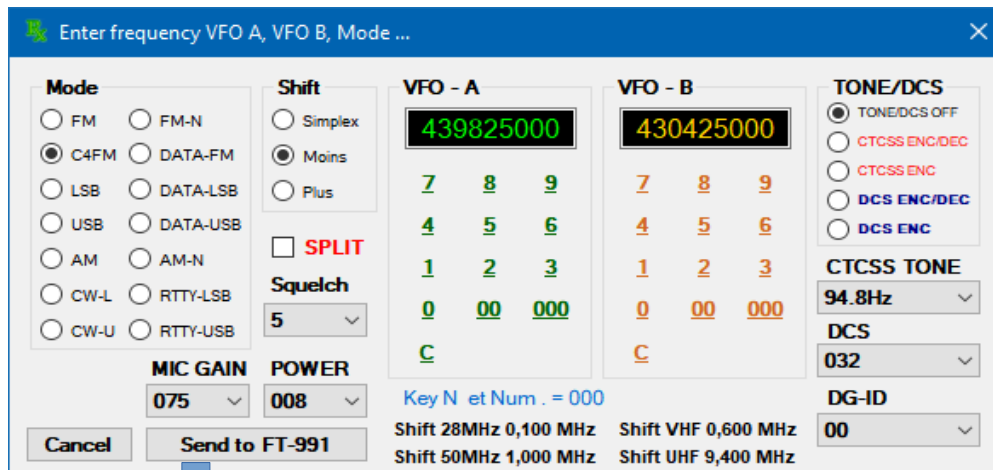 Enter frequency VFO A, VFO B, Mode ...
Mode
FM FM-N
C4FM DATA-FM
LSB DATA-LSB
USB DATA-USB
AM AM-N
CW-L RTTY-LSB
CW-U RTTY-USB
Shift
Simplex
Moins
Plus
SPLIT
Squelch
5
MIC GAIN
075
POWER
008
Cancel
Send to FT-991
VFO - A
439825000
7 8 9
4 5 6
1 2 3
0 00 000
C
VFO - B
430425000
7 8 9
4 5 6
1 2 3
0 00 000
C
Key N et Num . = 000
Shift 28MHz 0,100 MHz Shift VHF 0,600 MHz
Shift 50MHz 1,000 MHz Shift UHF 9,400 MHz
TONE/DCS
TONE/DCS OFF
CTCSS ENC/DEC
CTCSS ENC
DCS ENC/DEC
DCS ENC
CTCSS TONE
94.8Hz
DCS
032
DG-ID
00